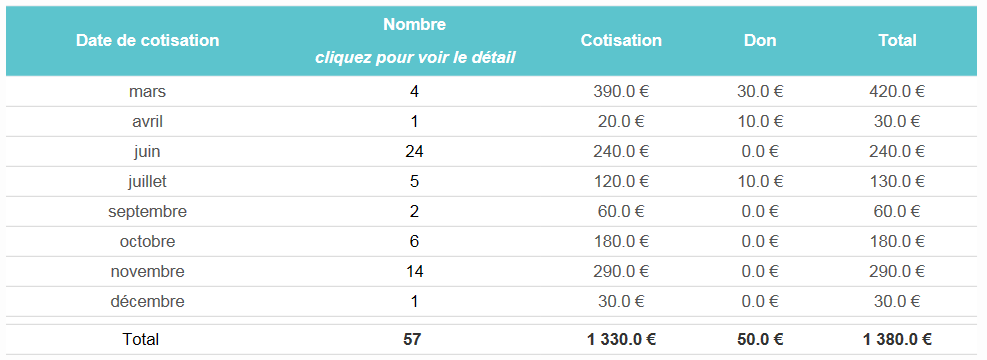 Date de cotisation Nombre cliquez pour voir le détail Cotisation Don Total
mars 4 390.0 € 30.0 € 420.0 €
avril 1 20.0 € 10.0 € 30.0 €
juin 24 240.0 € 0.0 € 240.0 €
juillet 5 120.0 € 10.0 € 130.0 €
septembre 2 60.0 € 0.0 € 60.0 €
octobre 6 180.0 € 0.0 € 180.0 €
novembre 14 290.0 € 0.0 € 290.0 €
décembre 1 30.0 € 0.0 € 30.0 €
Total 57 1 330.0 € 50.0 € 1 380.0 €